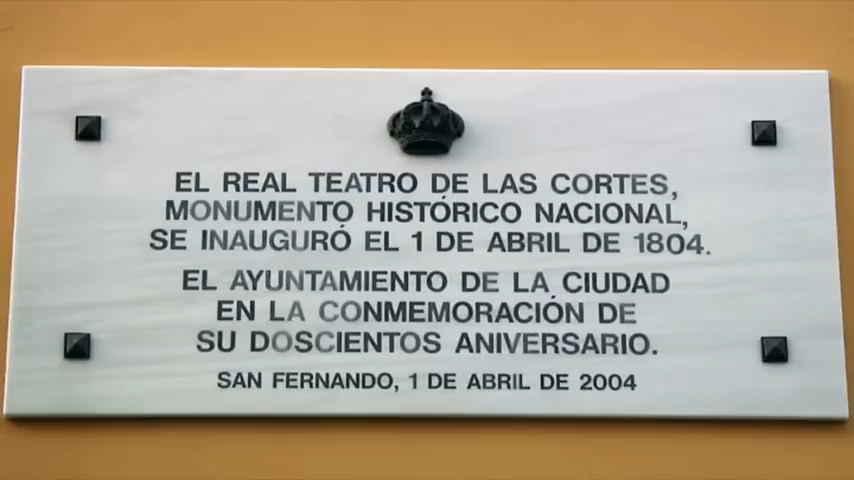 EL REAL TEATRO DE LAS CORTES,
MONUMENTO HISTÓRICO NACIONAL,
SE INAUGURÓ EL 1 DE ABRIL DE 1804.
EL AYUNTAMIENTO DE LA CIUDAD
EN LA CONMEMORACIÓN DE
SU DOSCIENTOS ANIVERSARIO.
SAN FERNANDO, 1 DE ABRIL DE 2004